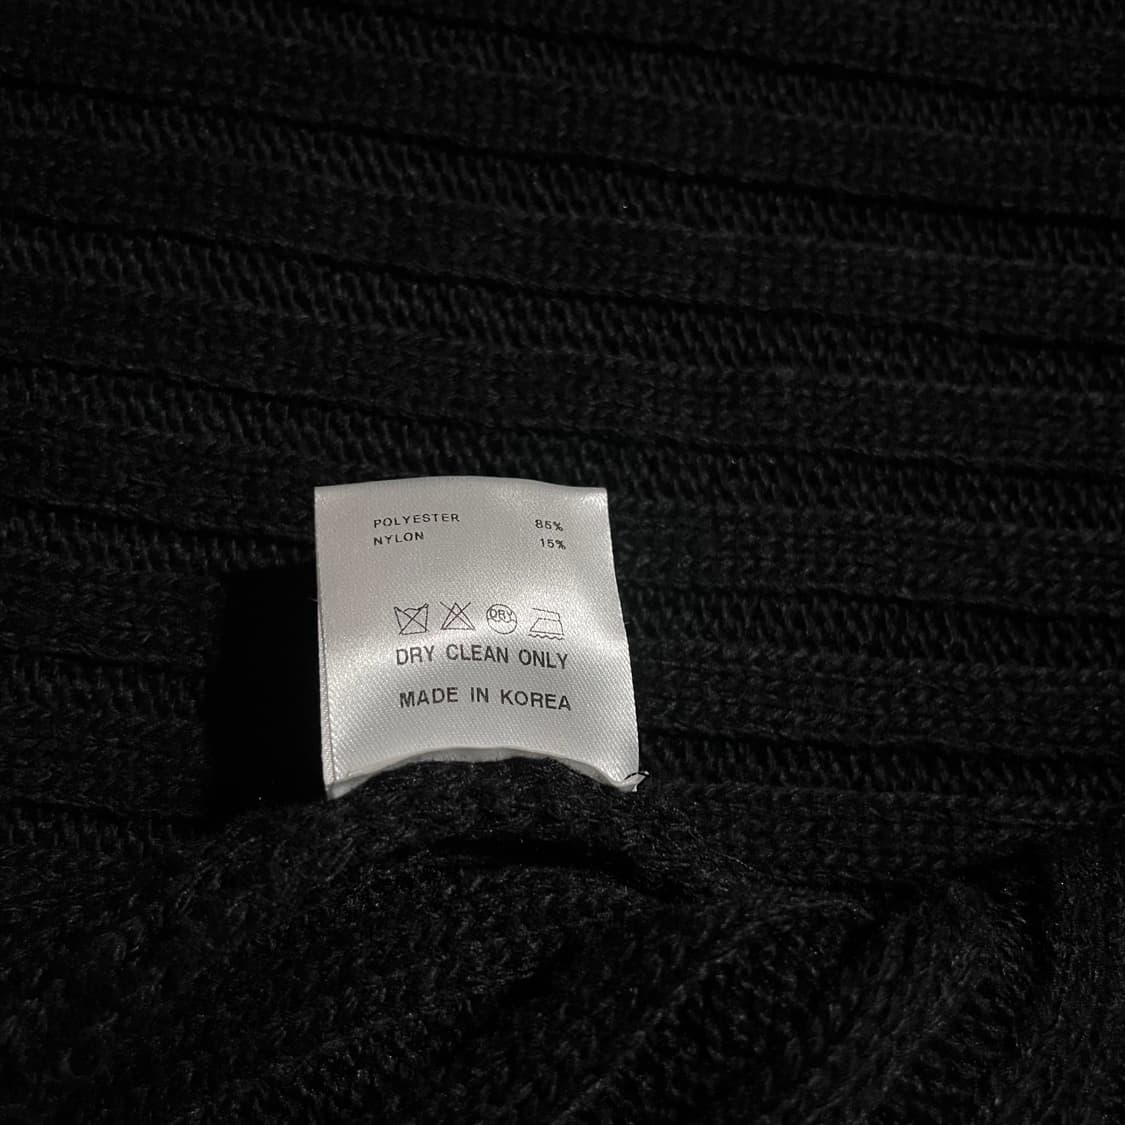 POLYESTER 85%
NYLON 15%
DRY
DRY CLEAN ONLY
MADE IN KOREA